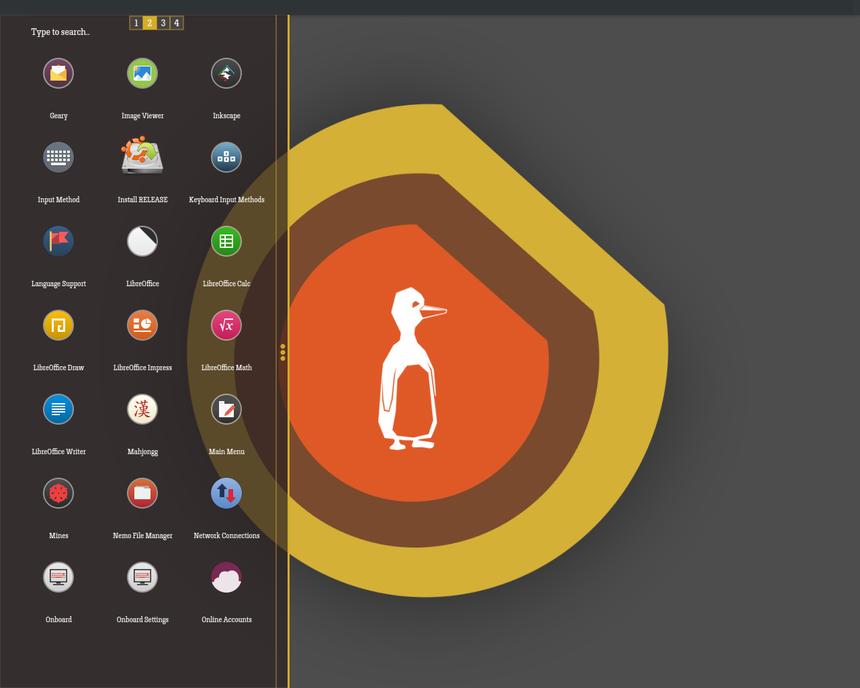 1 2 3 4
Type to search..
Geary Image Viewer Inkscape
Input Method Install RELEASE Keyboard Input Methods
Language Support LibreOffice LibreOffice Calc
LibreOffice Draw LibreOffice Impress LibreOffice Math
漢
LibreOffice Writer Mahjongg Main Menu
Mines Nemo File Manager Network Connections
Onboard Onboard Settings Online Accounts